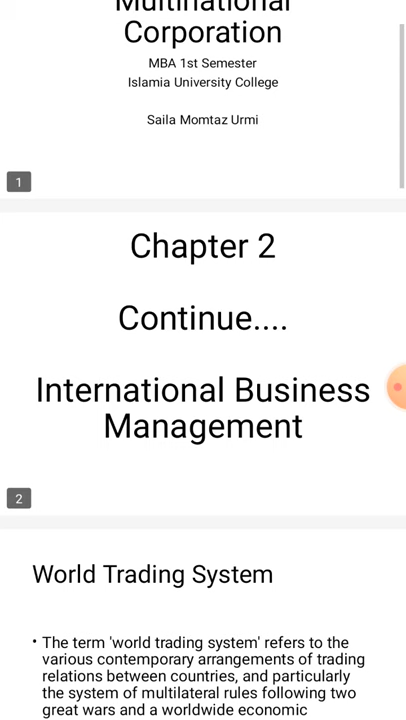 Multinational
Corporation
MBA 1st Semester
Islamia University College
Saila Momtaz Urmi
1
Chapter 2
Continue....
International Business
Management
2
World Trading System
• The term 'world trading system' refers to the
various contemporary arrangements of trading
relations between countries, and particularly
the system of multilateral rules following two
great wars and a worldwide economic